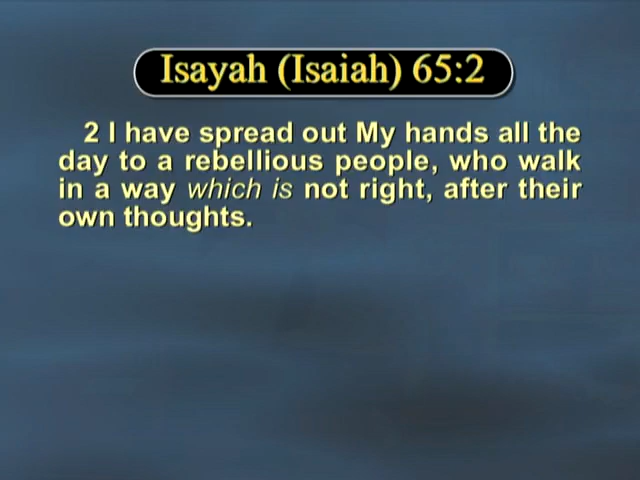 Isayah (Isaiah) 65:2
2 I have spread out My hands all the
day to a rebellious people, who walk
in a way which is not right, after their
own thoughts.